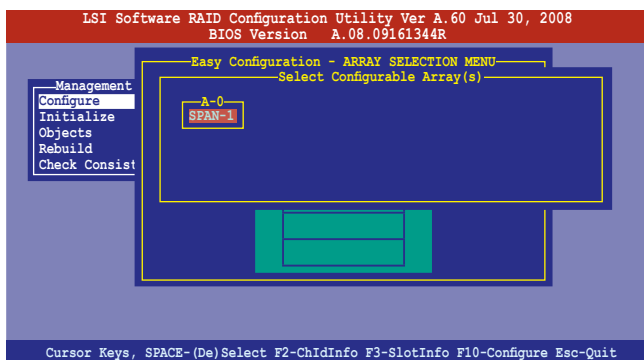 LSI Software RAID Configuration Utility Ver A.60 Jul 30, 2008
BIOS Version A.08.09161344R
Easy Configuration - ARRAY SELECTION MENU
Select Configurable Array(s)
Management
Configure
Initialize
Objects
Rebuild
Check Consist
A-0
SPAN-1
Cursor Keys, SPACE-(De)Select F2-ChIdInfo F3-SlotInfo F10-Configure Esc-Quit